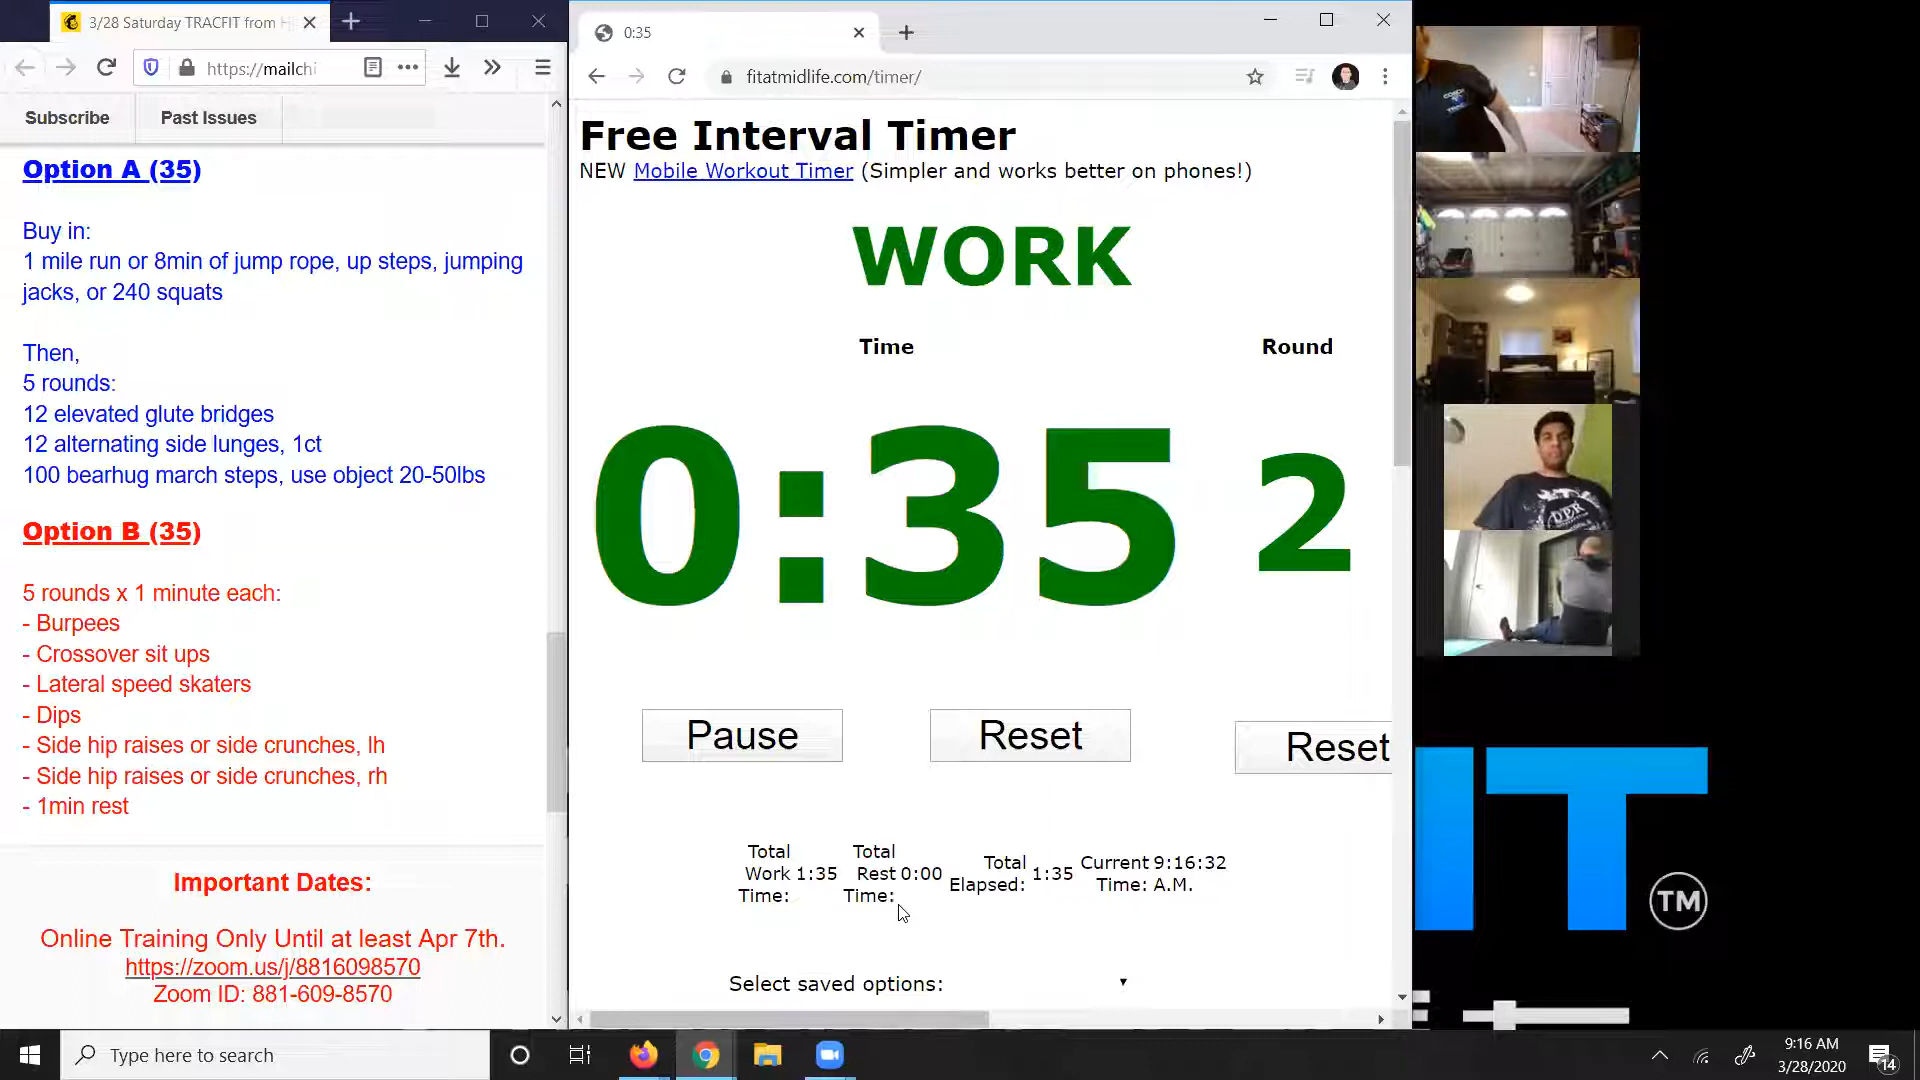 3/28 Saturday TRACFIT from H
https://mailchi
Subscribe
Past Issues
Option A (35)
Buy in:
1 mile run or 8min of jump rope, up steps, jumping
jacks, or 240 squats
Then,
5 rounds:
12 elevated glute bridges
12 alternating side lunges, 1ct
100 bearhug march steps, use object 20-50lbs
Option B (35)
5 rounds x 1 minute each:
- Burpees
- Crossover sit ups
- Lateral speed skaters
- Dips
- Side hip raises or side crunches, lh
- Side hip raises or side crunches, rh
- 1min rest
Important Dates:
Online Training Only Until at least Apr 7th.
https://zoom.us/j/8816098570
Zoom ID: 881-609-8570
0:35
fitatmidlife.com/timer/
Free Interval Timer
NEW Mobile Workout Timer (Simpler and works better on phones!)
WORK
Time
Round
0:35
2
Pause
Reset
Reset
Total Work Time: 1:35
Total Rest Time: 0:00
Total Elapsed: 1:35
Current Time: 9:16:32 A.M.
Select saved options:
IT
TM
Type here to search
9:16 AM
3/28/2020
14